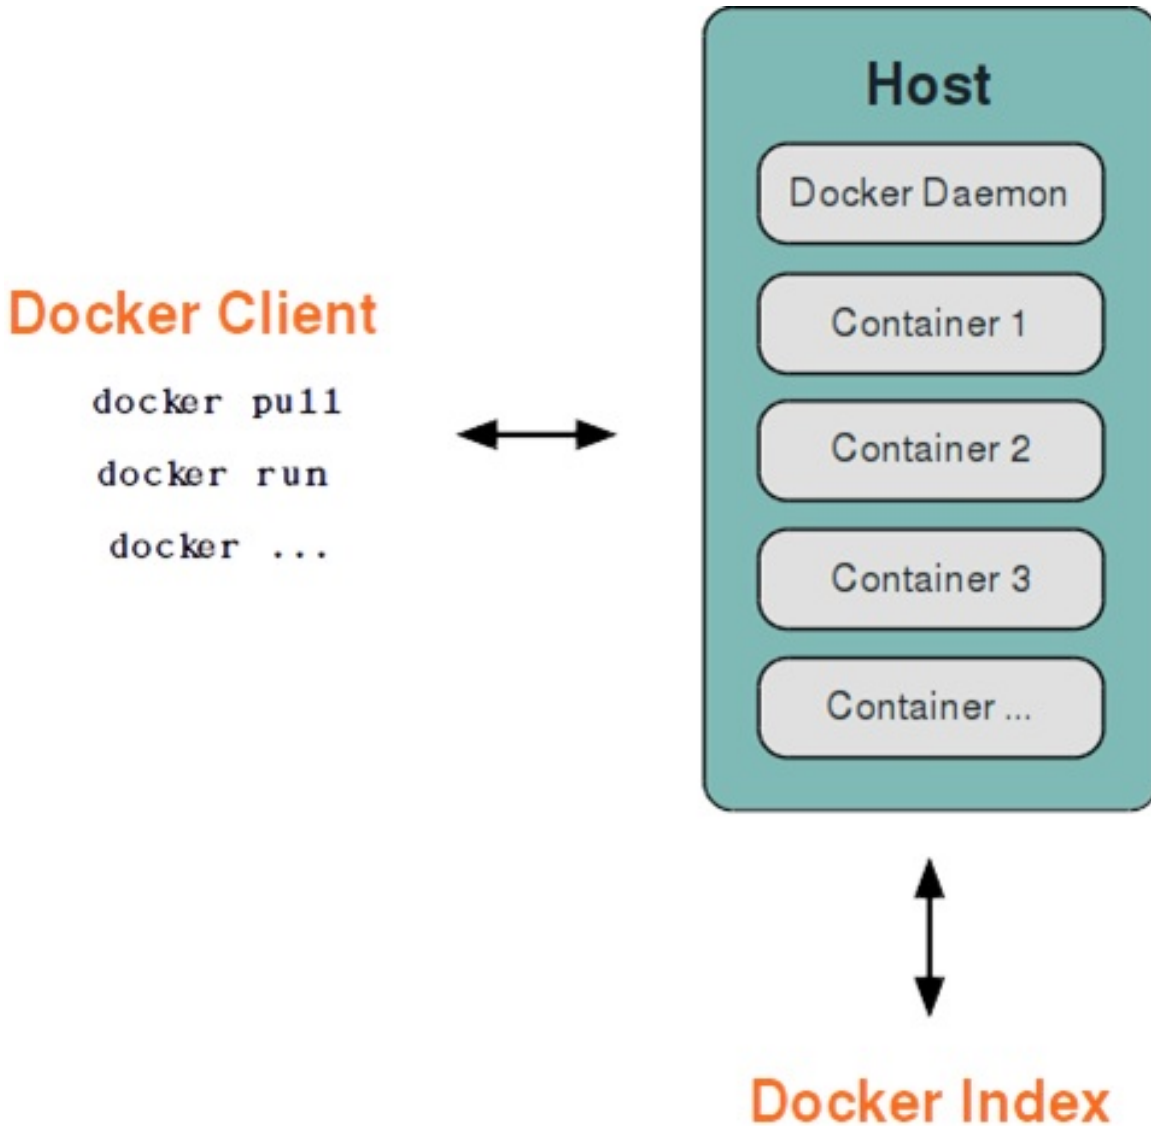 Host
Docker Daemon
Container 1
Container 2
Container 3
Container ...
Docker Client
docker pull
docker run
docker ...
Docker Index